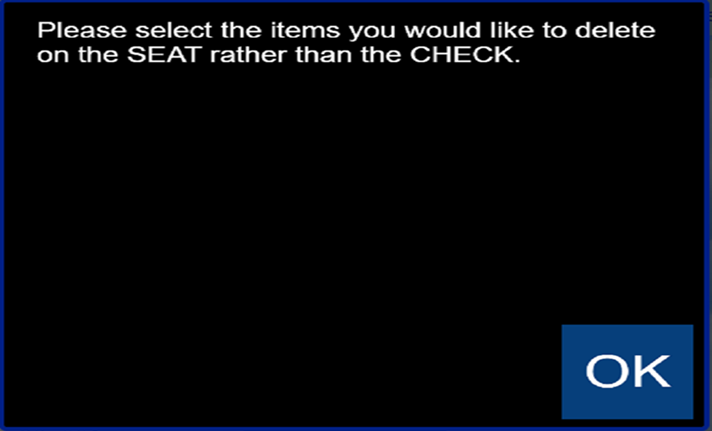 Please select the items you would like to delete
on the SEAT rather than the CHECK.
OK